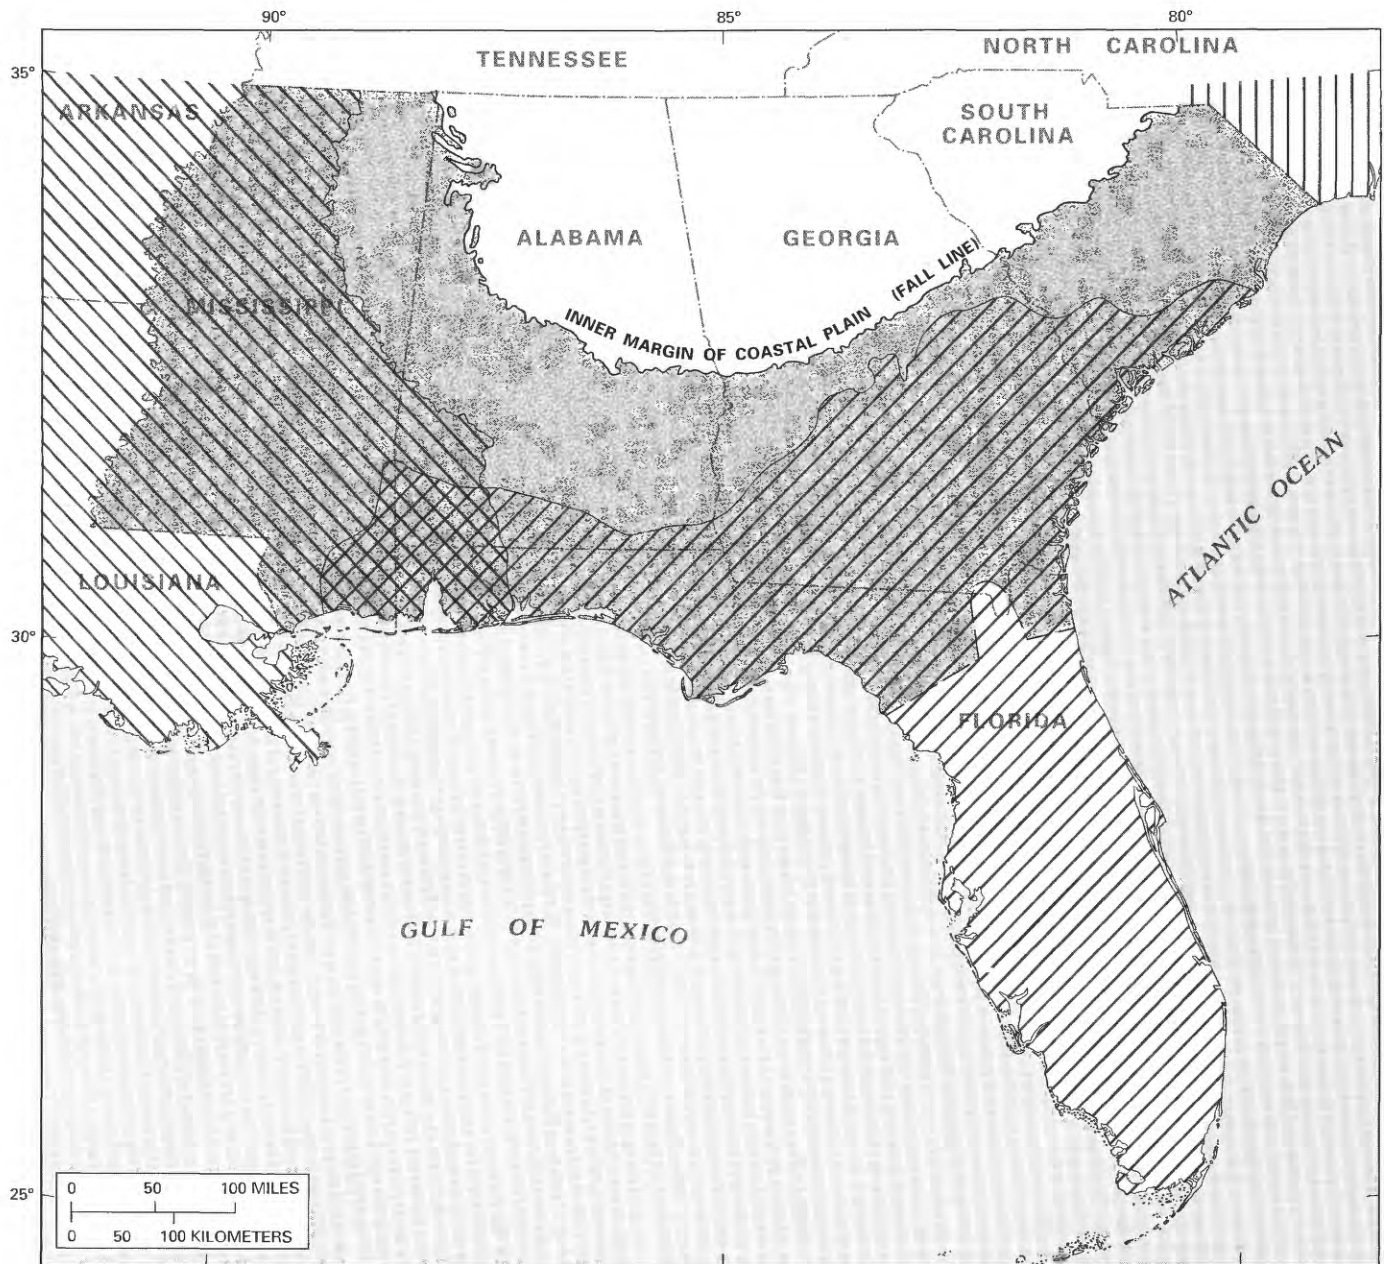 90° 85° 80°
35°
TENNESSEE
NORTH CAROLINA
ARKANSAS
SOUTH
CAROLINA
ALABAMA
GEORGIA
INNER MARGIN OF COASTAL PLAIN (FALL LINE)
MISSISSIPPI
ATLANTIC OCEAN
LOUISIANA
30°
FLORIDA
GULF OF MEXICO
25°
0 50 100 MILES
0 50 100 KILOMETERS